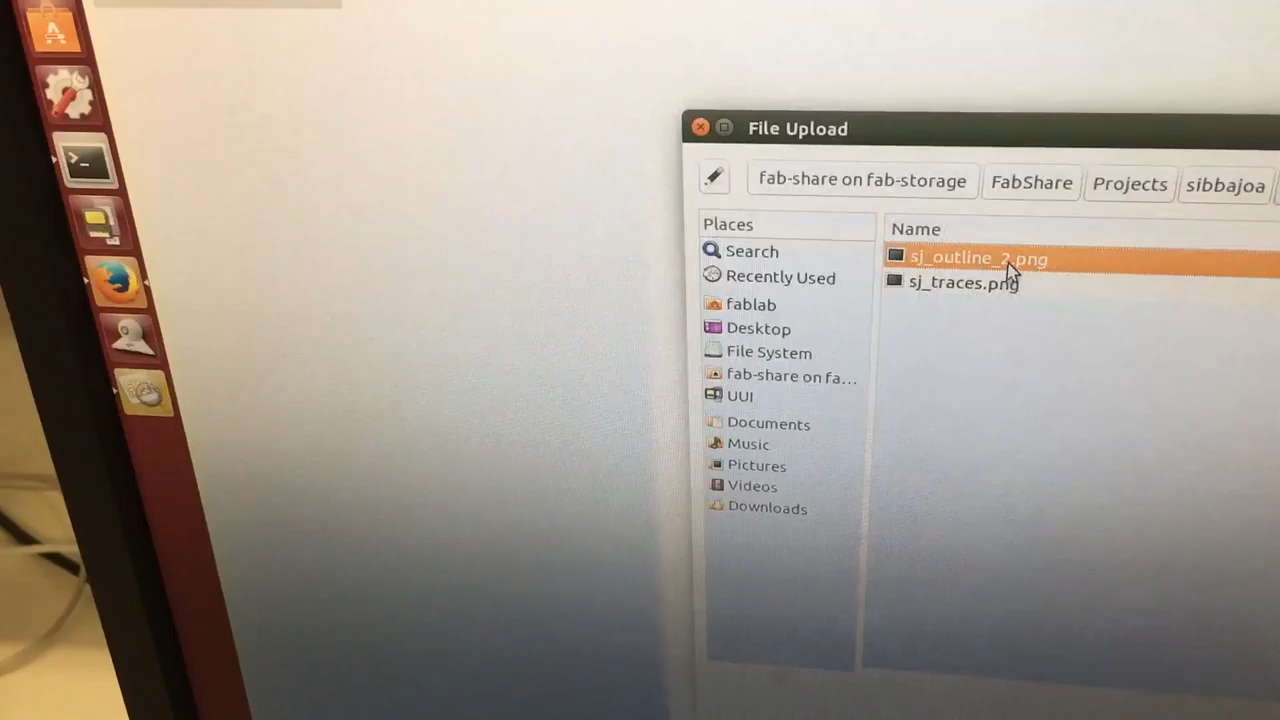 File Upload
fab-share on fab-storage FabShare Projects sibbajoa
Places
Search
Recently Used
fablab
Desktop
File System
fab-share on fa...
UUI
Documents
Music
Pictures
Videos
Downloads
Name
sj_outline_2.png
sj_traces.png